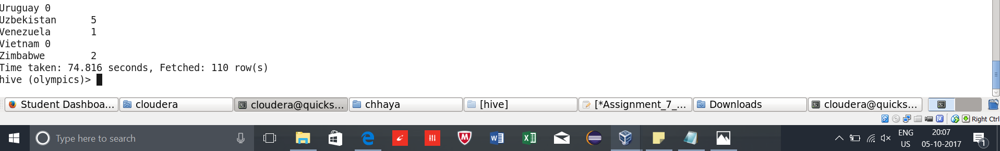 Uruguay 0
Uzbekistan 5
Venezuela 1
Vietnam 0
Zimbabwe 2
Time taken: 74.816 seconds, Fetched: 110 row(s)
hive (olympics)>
Student Dashboa... cloudera cloudera@quicks... chhaya [hive] [*Assignment_7_... Downloads cloudera@quicks...
Right Ctrl
Type here to search
ENG
US
20:07
05-10-2017
1